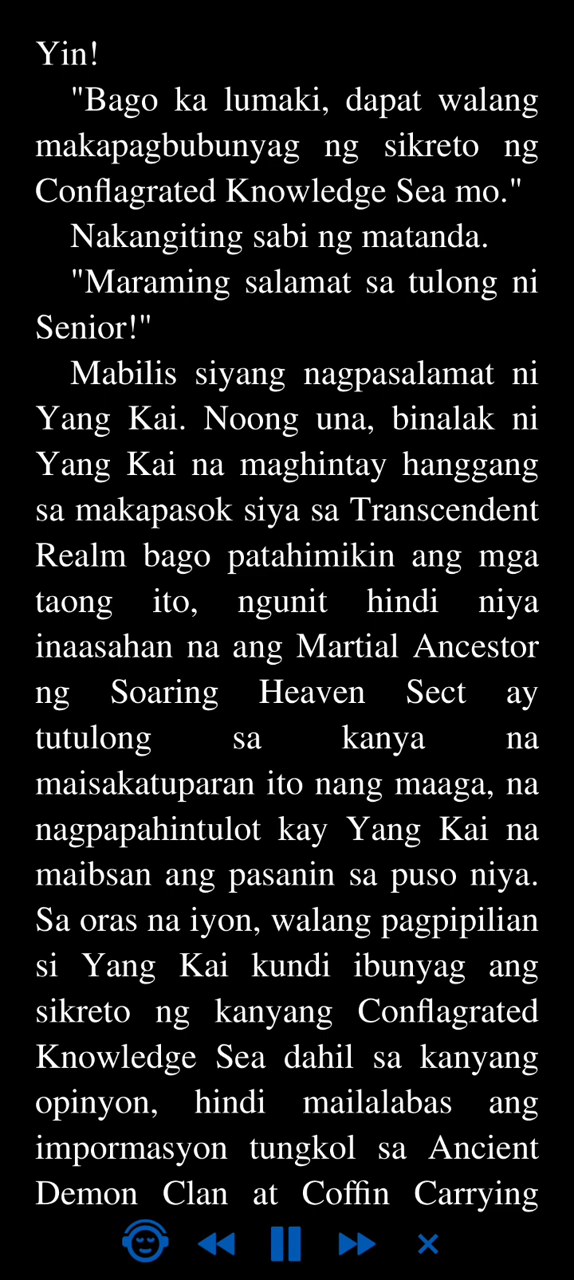 Yin!
"Bago ka lumaki, dapat walang
makapagbubunyag ng sikreto ng
Conflagrated Knowledge Sea mo."
Nakangiting sabi ng matanda.
"Maraming salamat sa tulong ni
Senior!"
Mabilis siyang nagpasalamat ni
Yang Kai. Noong una, binalak ni
Yang Kai na maghintay hanggang
sa makapasok siya sa Transcendent
Realm bago patahimikin ang mga
taong ito, ngunit hindi niya
inaasahan na ang Martial Ancestor
ng Soaring Heaven Sect ay
tutulong sa kanya na
maisakatuparan ito nang maaga, na
nagpapahintulot kay Yang Kai na
maibsan ang pasanin sa puso niya.
Sa oras na iyon, walang pagpipilian
si Yang Kai kundi ibunyag ang
sikreto ng kanyang Conflagrated
Knowledge Sea dahil sa kanyang
opinyon, hindi mailalabas ang
impormasyon tungkol sa Ancient
Demon Clan at Coffin Carrying